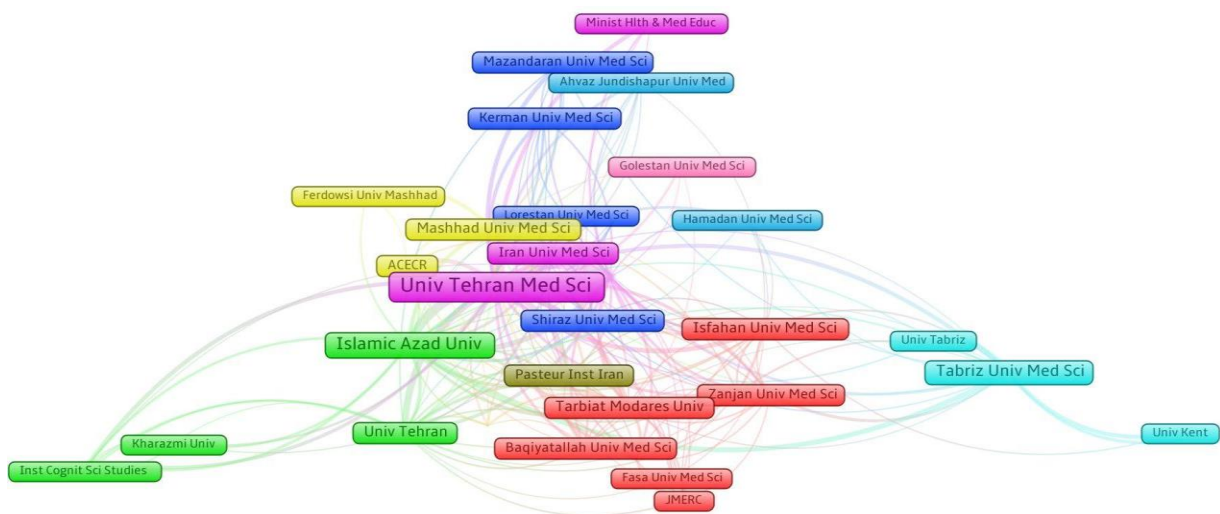 Minist Hlth & Med Educ
Mazandaran Univ Med Sci
Ahvaz Jundishapur Univ Med
Kerman Univ Med Sci
Golestan Univ Med Sci
Ferdowsi Univ Mashhad
Lorestan Univ Med Sci
Hamadan Univ Med Sci
Mashhad Univ Med Sci
Iran Univ Med Sci
ACECR
Univ Tehran Med Sci
Shiraz Univ Med Sci
Isfahan Univ Med Sci
Islamic Azad Univ
Univ Tabriz
Tabriz Univ Med Sci
Pasteur Inst Iran
Zanjan Univ Med Sci
Tarbiat Modares Univ
Univ Tehran
Univ Kent
Kharazmi Univ
Baqiyatallah Univ Med Sci
Inst Cognit Sci Studies
Fasa Univ Med Sci
JMERC